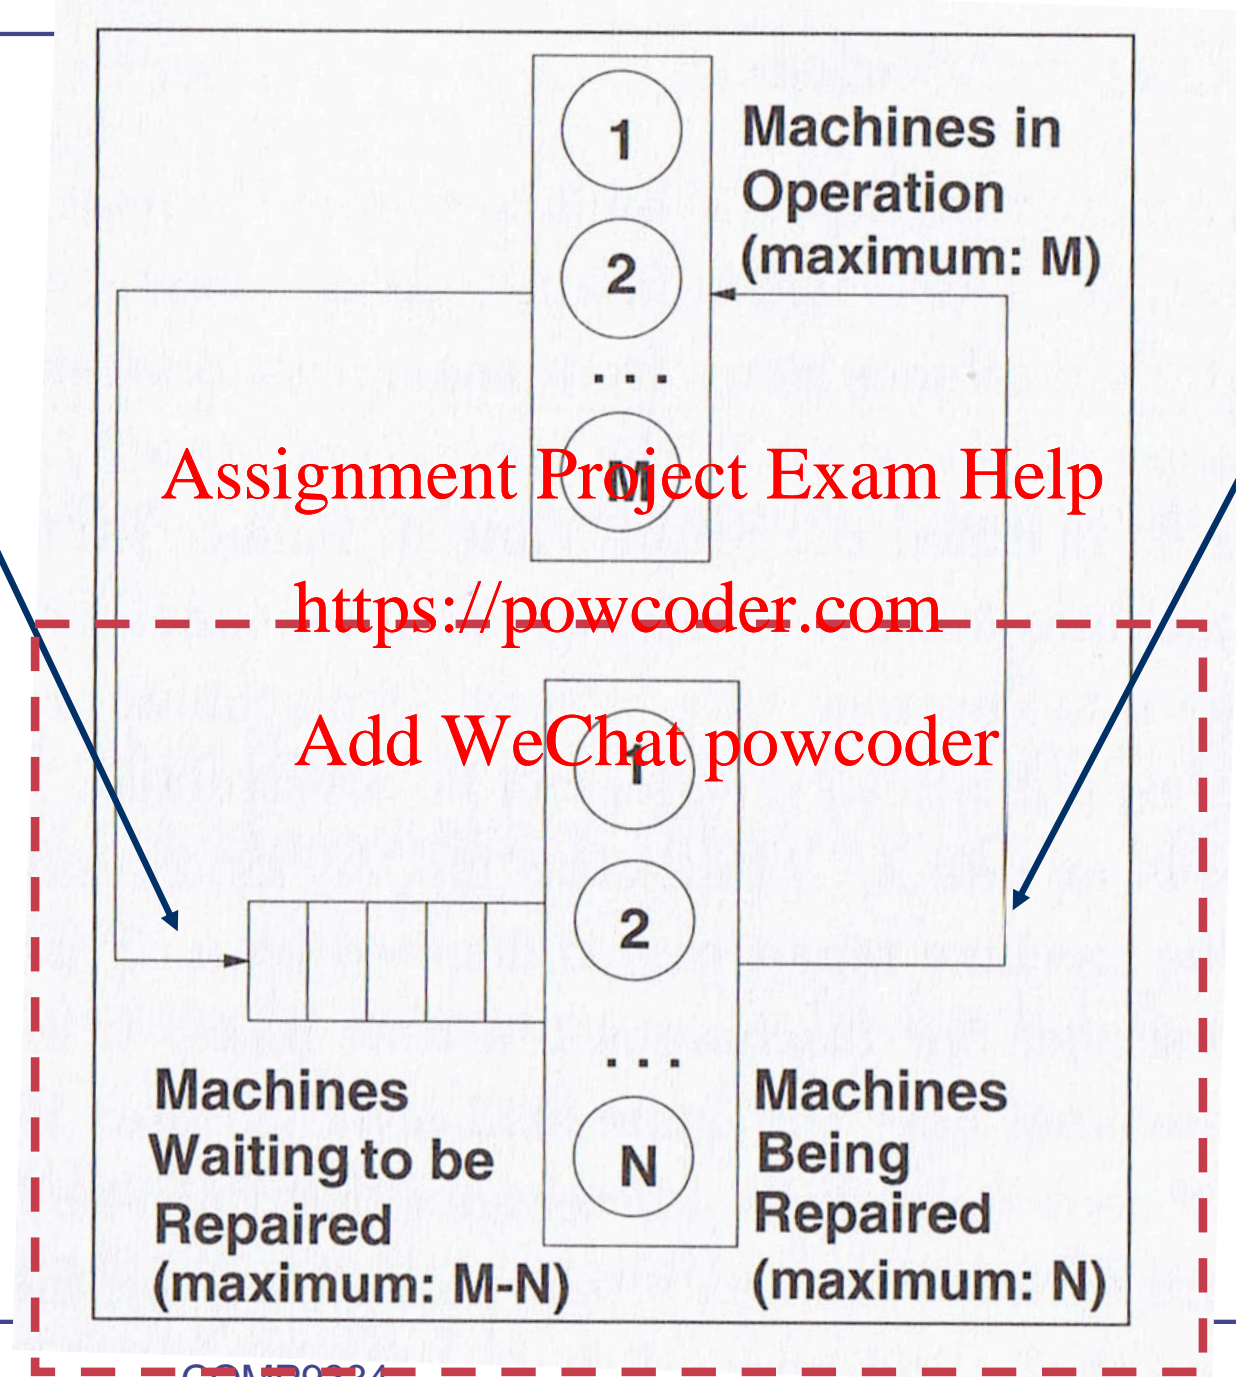 1
Machines in
Operation
(maximum: M)
2
...
M
Assignment Project Exam Help
https://powcoder.com
Add WeChat powcoder
1
2
...
N
Machines
Waiting to be
Repaired
(maximum: M-N)
Machines
Being
Repaired
(maximum: N)